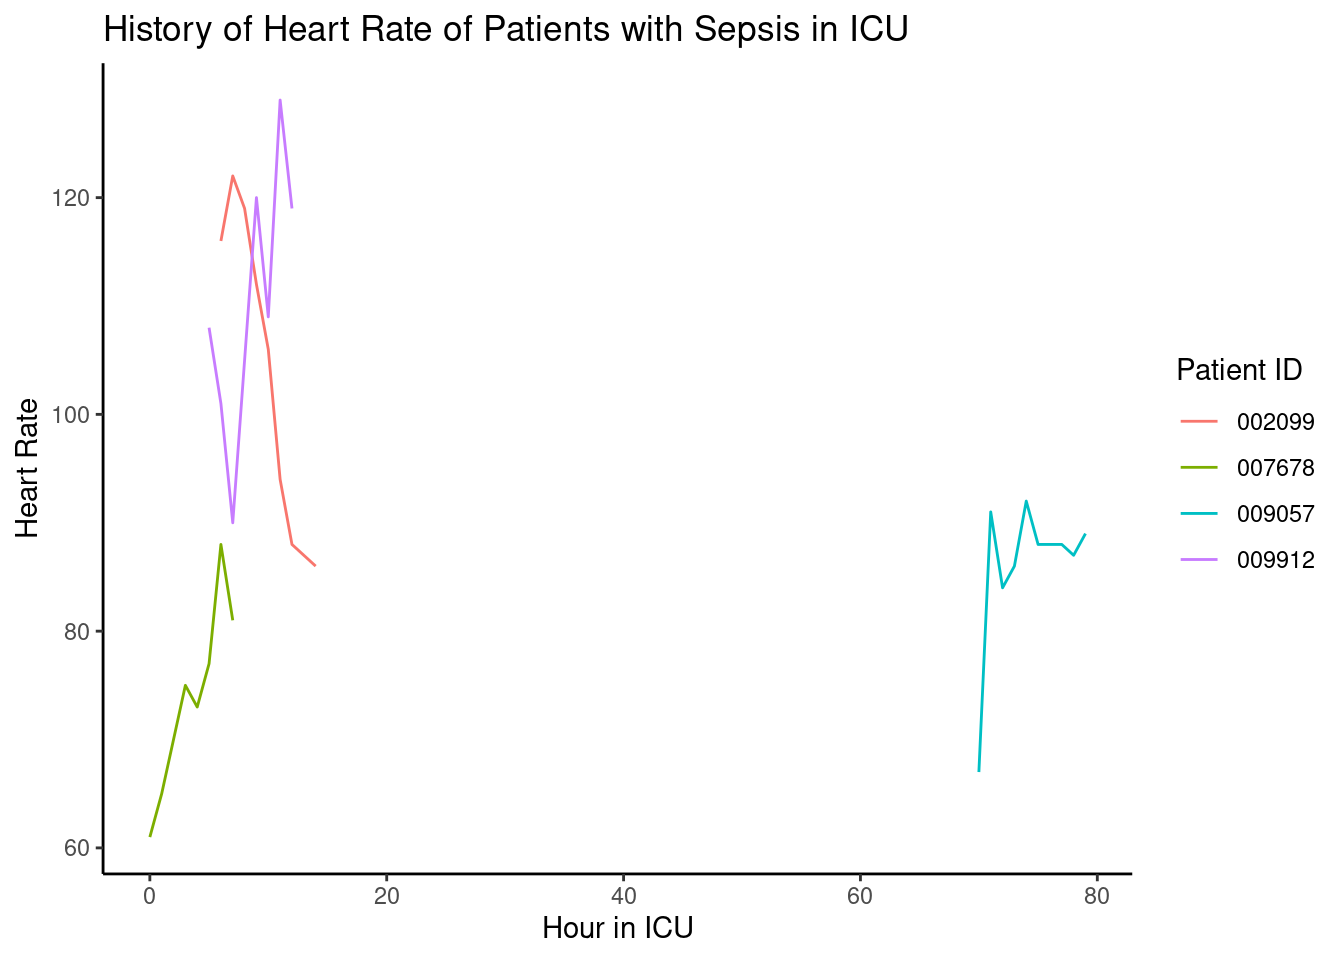 History of Heart Rate of Patients with Sepsis in ICU
120
100
80
60
Heart Rate
0 20 40 60 80
Hour in ICU
Patient ID
002099
007678
009057
009912